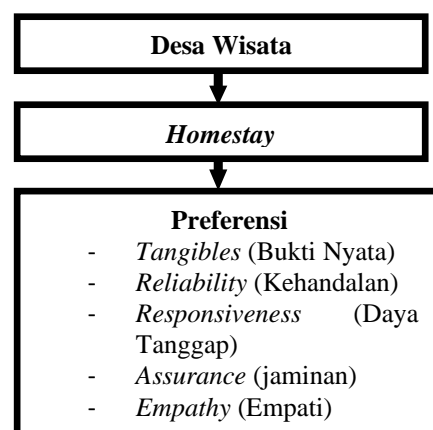 Desa Wisata
Homestay
Preferensi
- Tangibles (Bukti Nyata)
- Reliability (Kehandalan)
- Responsiveness (Daya
Tanggap)
- Assurance (jaminan)
- Empathy (Empati)